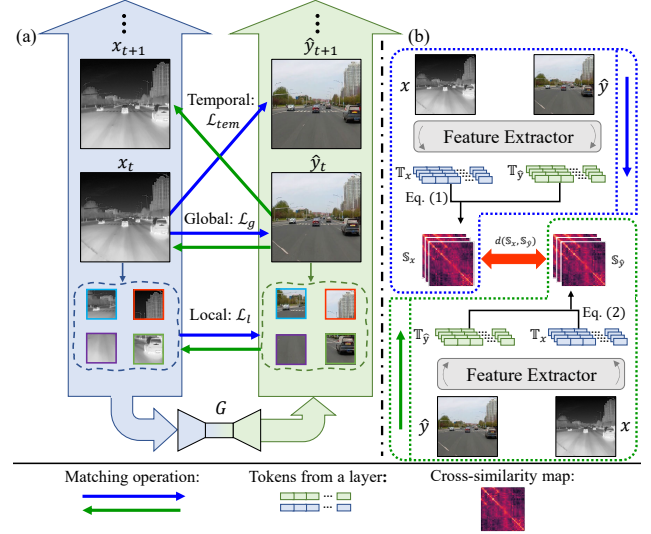 (a)
⋮
⋮
(b)
x_{t+1}
ŷ_{t+1}
Temporal:
ℒ_{tem}
x_t
ŷ_t
Global: ℒ_g
Local: ℒ_l
G
x
ŷ
Feature Extractor
𝕋_x
𝕋_ŷ
Eq. (1)
𝕊_x
d(𝕊_x, 𝕊_ŷ)
𝕊_ŷ
Eq. (2)
𝕋_ŷ
𝕋_x
Feature Extractor
ŷ
x
Matching operation:
Tokens from a layer:
Cross-similarity map: